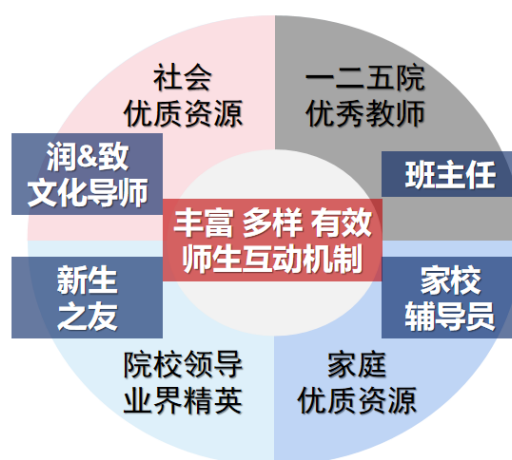 社会
优质资源
一二五院
优秀教师
润&致
文化导师
班主任
丰富 多样 有效
师生互动机制
新生
之友
家校
辅导员
院校领导
业界精英
家庭
优质资源